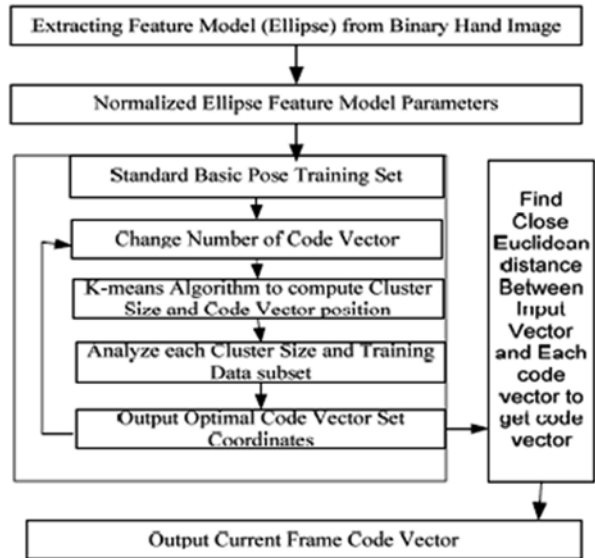 Extracting Feature Model (Ellipse) from Binary Hand Image
Normalized Ellipse Feature Model Parameters
Standard Basic Pose Training Set
Change Number of Code Vector
K-means Algorithm to compute Cluster
Size and Code Vector position
Analyze each Cluster Size and Training
Data subset
Output Optimal Code Vector Set
Coordinates
Find
Close
Euclidean
distance
Between
Input
Vector
and Each
code
vector to
get code
vector
Output Current Frame Code Vector